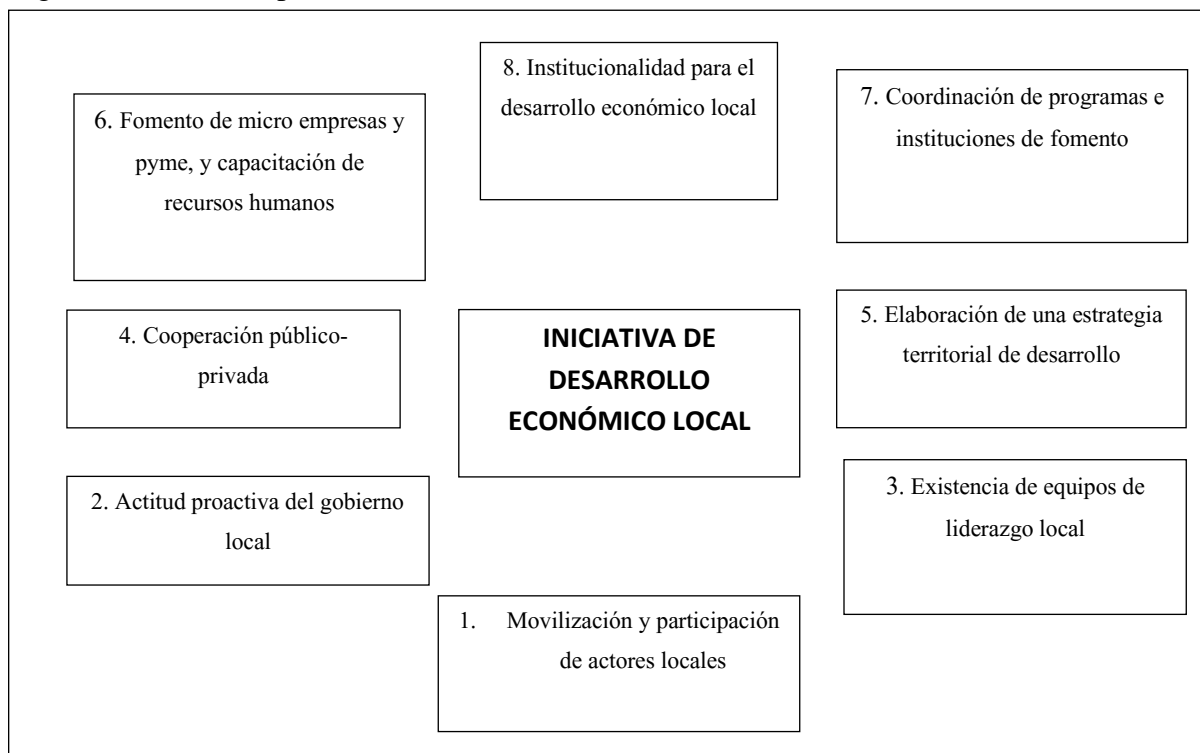 8. Institucionalidad para el
desarrollo económico local
7. Coordinación de programas e
instituciones de fomento
6. Fomento de micro empresas y
pyme, y capacitación de
recursos humanos
5. Elaboración de una estrategia
territorial de desarrollo
4. Cooperación público-
privada
INICIATIVA DE
DESARROLLO
ECONÓMICO LOCAL
3. Existencia de equipos de
liderazgo local
2. Actitud proactiva del gobierno
local
1. Movilización y participación
de actores locales